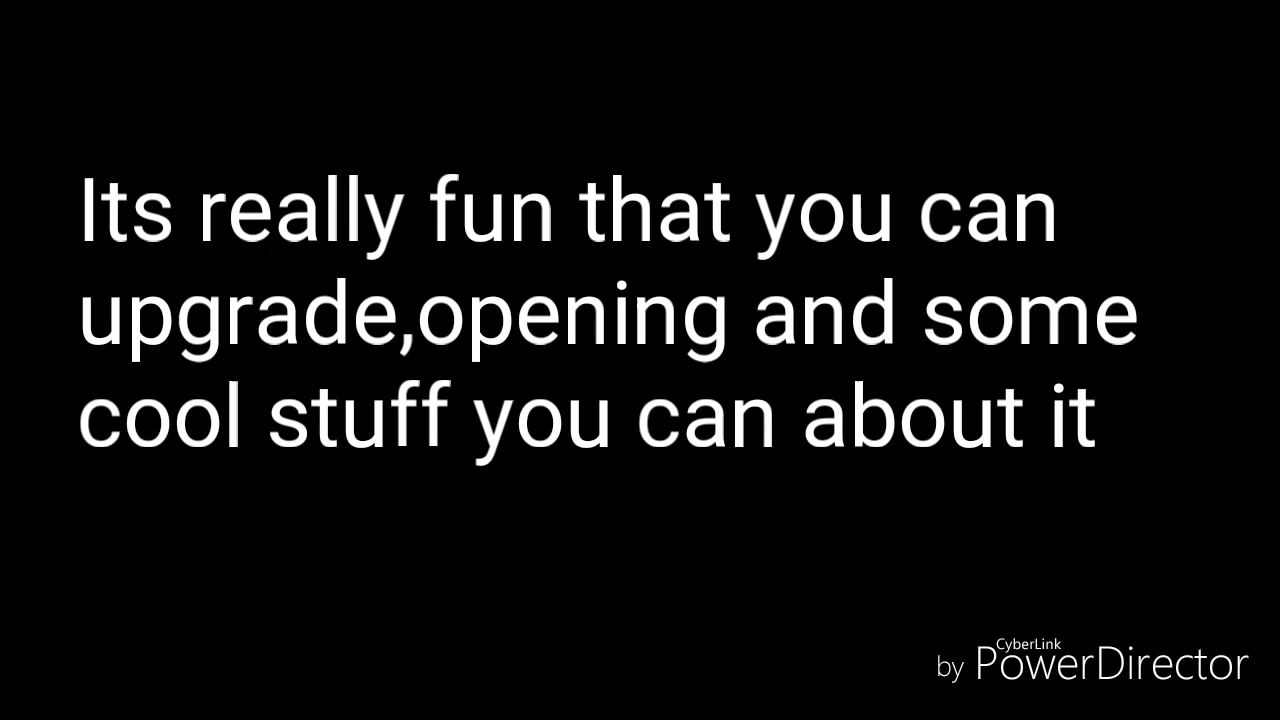 Its really fun that you can
upgrade,opening and some
cool stuff you can about it
CyberLink
by PowerDirector